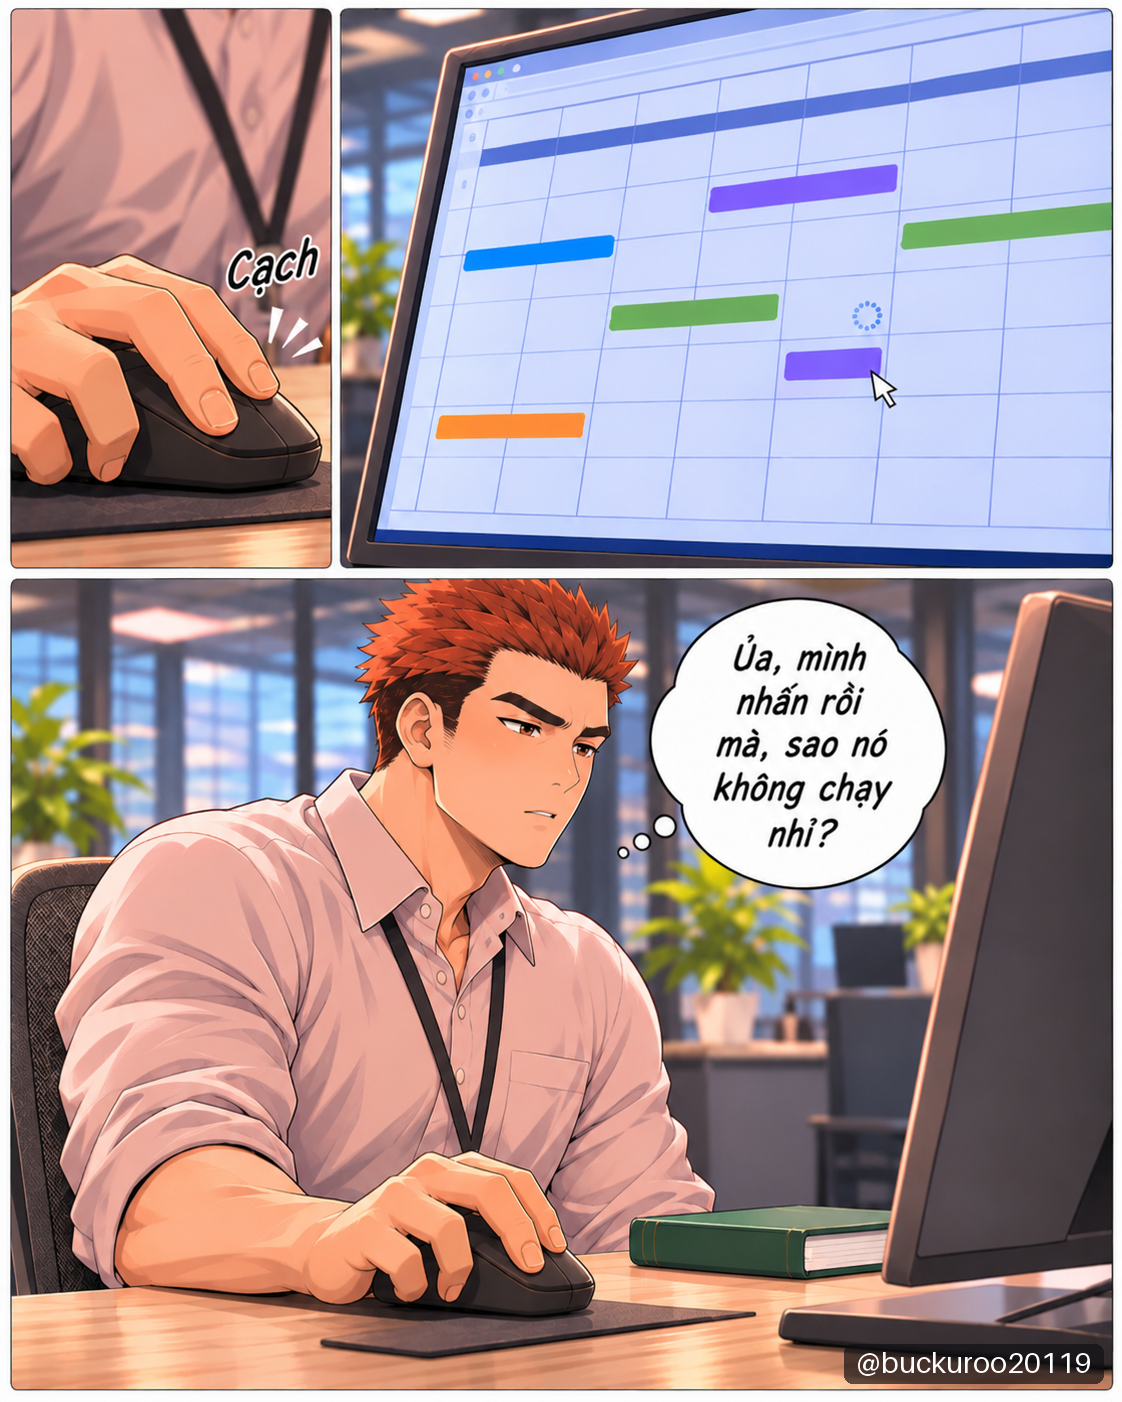 Cạch
Ủa, mình
nhấn rồi
mà, sao nó
không chạy
nhỉ?
@buckuroo20119